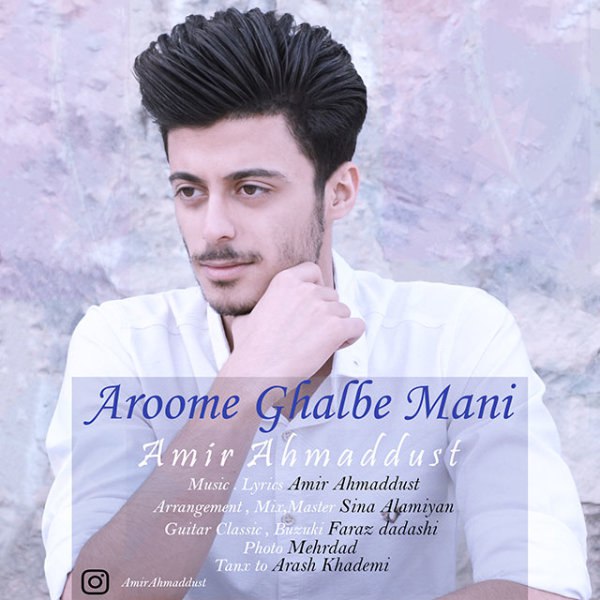 Aroome Ghalbe Mani
Amir Ahmaddust
Music . Lyrics Amir Ahmaddust
Arrangement , Mix,Master Sina Alamiyan
Guitar Classic , Buzuki Faraz dadashi
Photo Mehrdad
Tanx to Arash Khademi
AmirAhmaddust